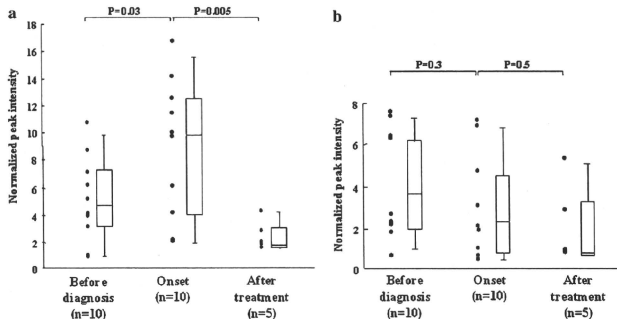 a
P=0.03
P=0.005
Normalized peak intensity
18
16
14
12
10
8
6
4
2
0
Before
diagnosis
(n=10)
Onset
(n=10)
After
treatment
(n=5)
b
P=0.3
P=0.5
Normalized peak intensity
8
6
4
2
0
Before
diagnosis
(n=10)
Onset
(n=10)
After
treatment
(n=5)